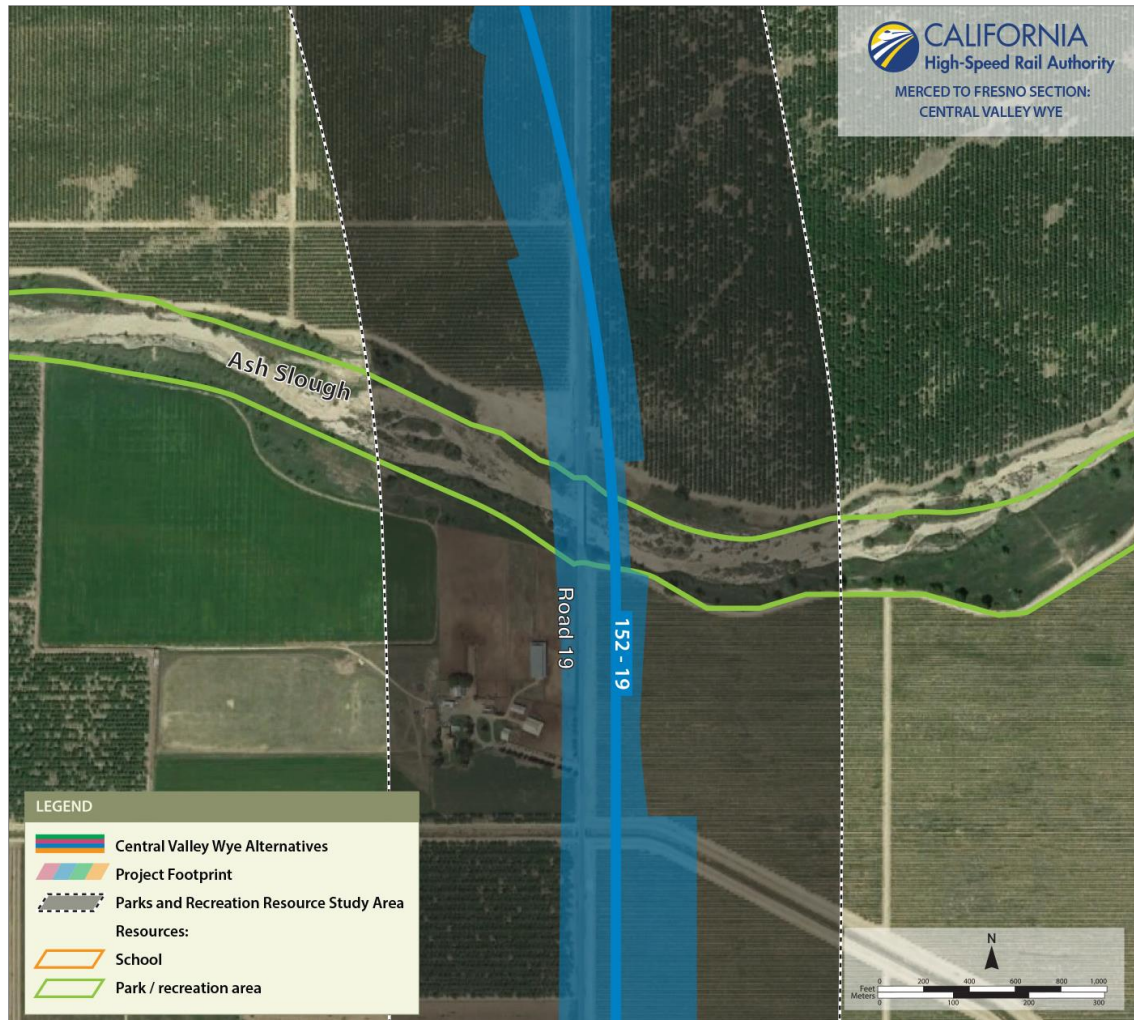 CALIFORNIA
High-Speed Rail Authority
MERCED TO FRESNO SECTION:
CENTRAL VALLEY WYE
Ash Slough
Road 19
152 - 19
LEGEND
Central Valley Wye Alternatives
Project Footprint
Parks and Recreation Resource Study Area
Resources:
School
Park / recreation area
N
0 200 400 600 800 1,000
Feet
Meters
0 100 200 300